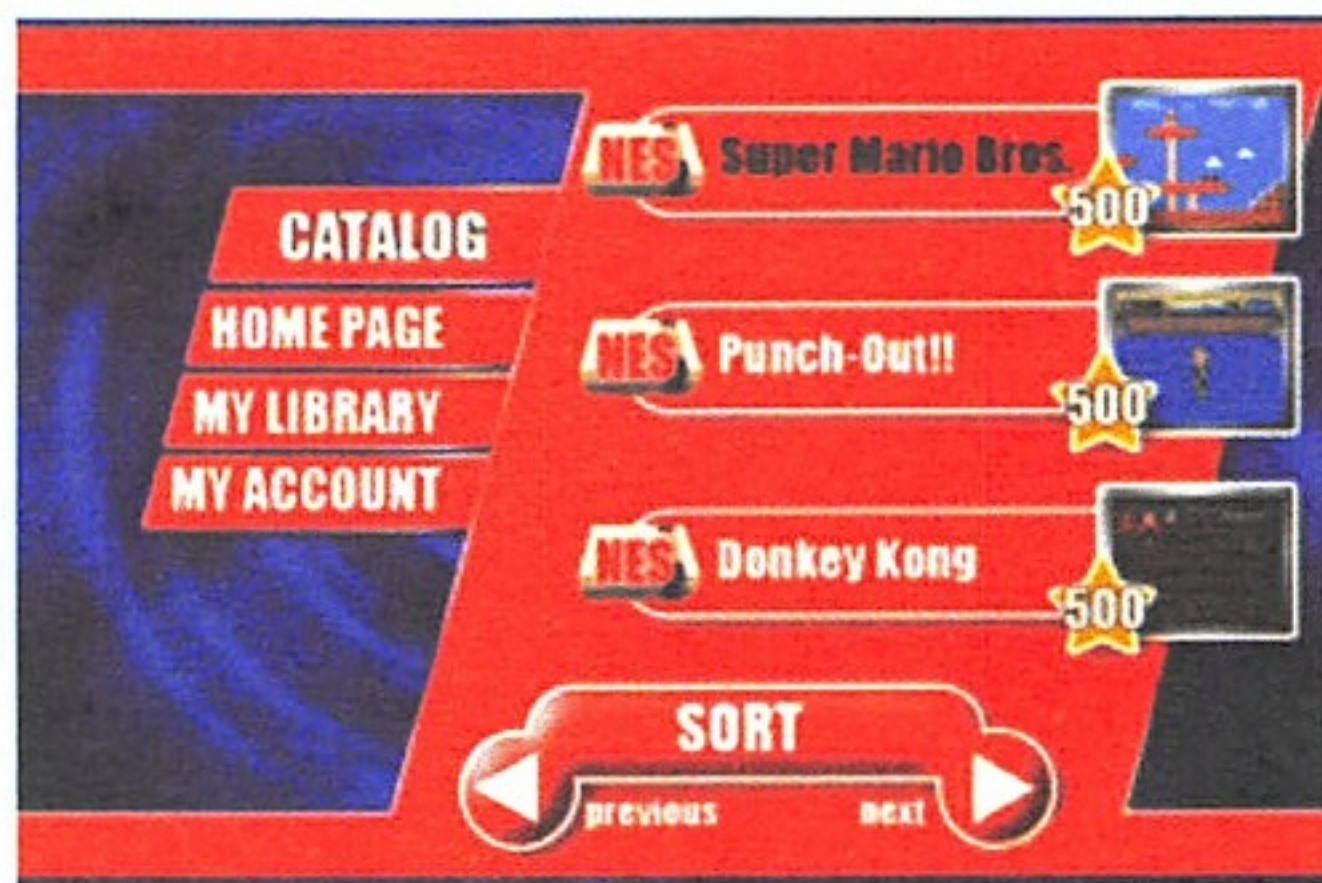 NES Super Mario Bros.
500
CATALOG
HOME PAGE
MY LIBRARY
MY ACCOUNT
NES Punch-Out!!
500
NES Donkey Kong
500
SORT
previous next